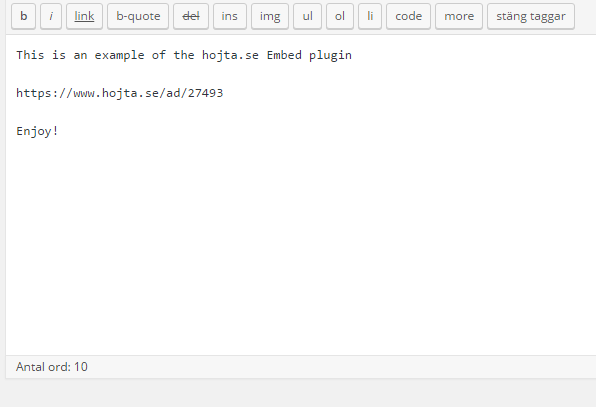 b i link b-quote del ins img ul ol li code more stäng taggar
This is an example of the hojta.se Embed plugin
https://www.hojta.se/ad/27493
Enjoy!
Antal ord: 10